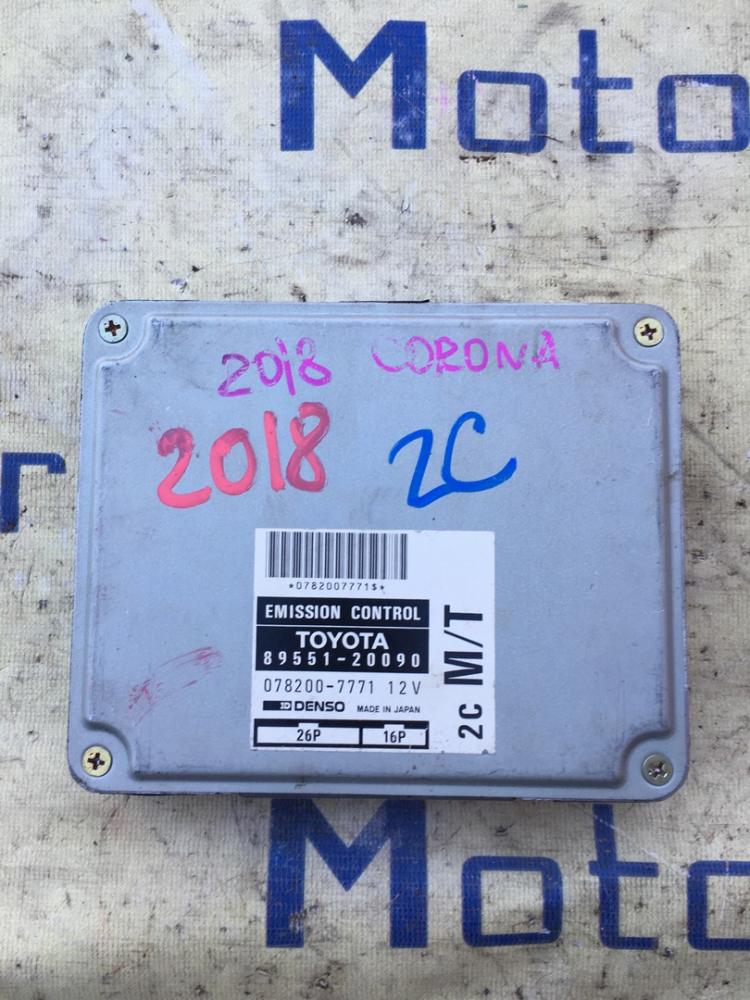 Moto
2018 CORONA
2018 2C
*0782007771$*
EMISSION CONTROL
TOYOTA
89551-20090
078200-7771 12V
DENSO MADE IN JAPAN
26P 16P
2C M/T
Moto